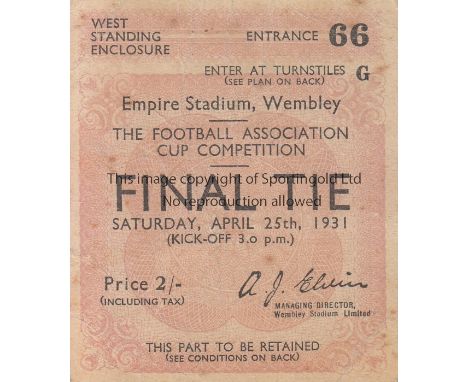 WEST
STANDING
ENCLOSURE
ENTRANCE 66
ENTER AT TURNSTILES G
(SEE PLAN ON BACK)
Empire Stadium, Wembley
THE FOOTBALL ASSOCIATION
CUP COMPETITION
This image copyright of Sportingold Ltd
FINAL TIE
No reproduction allowed
SATURDAY, APRIL 25th, 1931
(KICK-OFF 3.0 p.m.)
Price 2/-
(INCLUDING TAX)
A. J. Elvin
MANAGING DIRECTOR,
Wembley Stadium Limited
THIS PART TO BE RETAINED
(SEE CONDITIONS ON BACK)